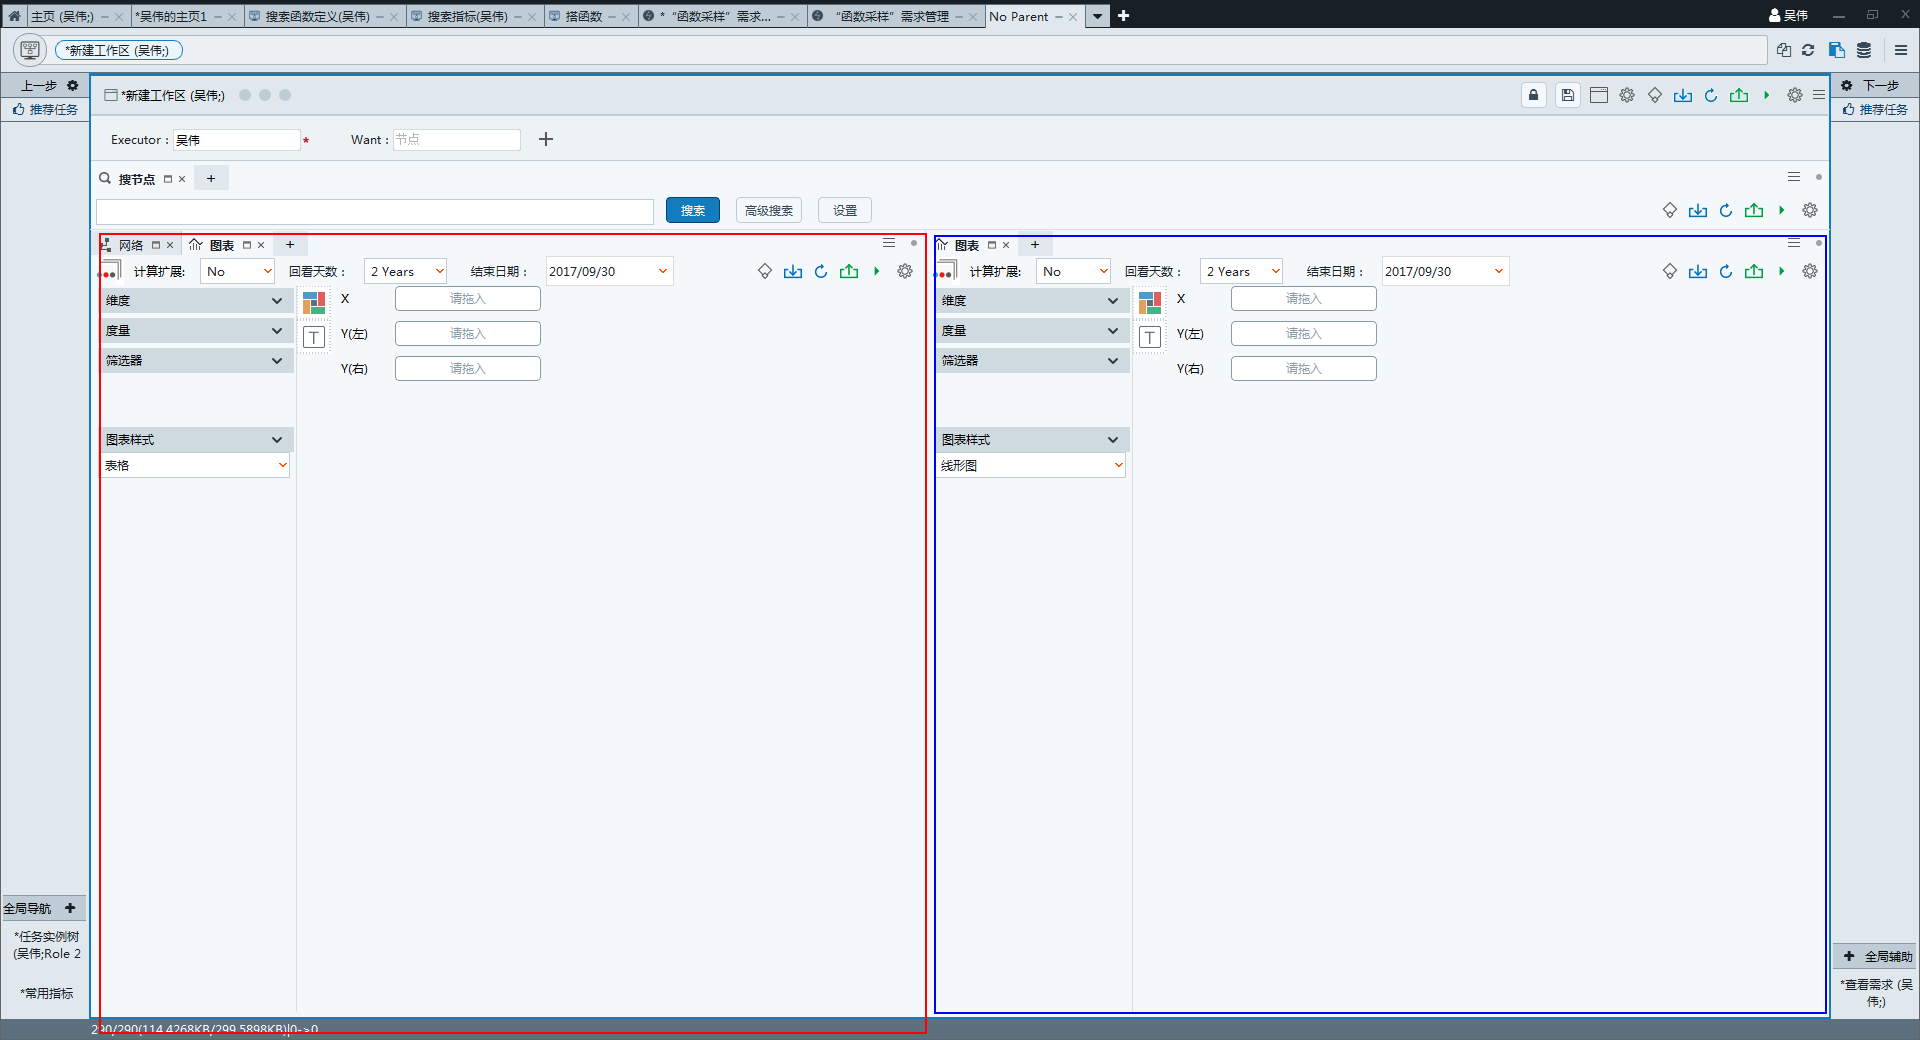 主页 (吴伟;)
*吴伟的主页1
搜索函数定义(吴伟)
搜索指标(吴伟)
搭函数
*“函数采样”需求...
“函数采样”需求管理
No Parent
吴伟
*新建工作区 (吴伟;)
上一步
推荐任务
*新建工作区 (吴伟;)
下一步
推荐任务
Executor : 吴伟 * Want : 节点
搜节点
搜索 高级搜索 设置
网络 图表
计算扩展: No 回看天数 : 2 Years 结束日期 : 2017/09/30
维度
度量
筛选器
X 请拖入
Y(左) 请拖入
Y(右) 请拖入
图表样式
表格
图表
计算扩展: No 回看天数 : 2 Years 结束日期 : 2017/09/30
维度
度量
筛选器
X 请拖入
Y(左) 请拖入
Y(右) 请拖入
图表样式
线形图
全局导航
*任务实例树
(吴伟;Role 2
*常用指标
全局辅助
*查看需求 (吴
伟;)
290/290(114.4268KB/299.5898KB)|0->0